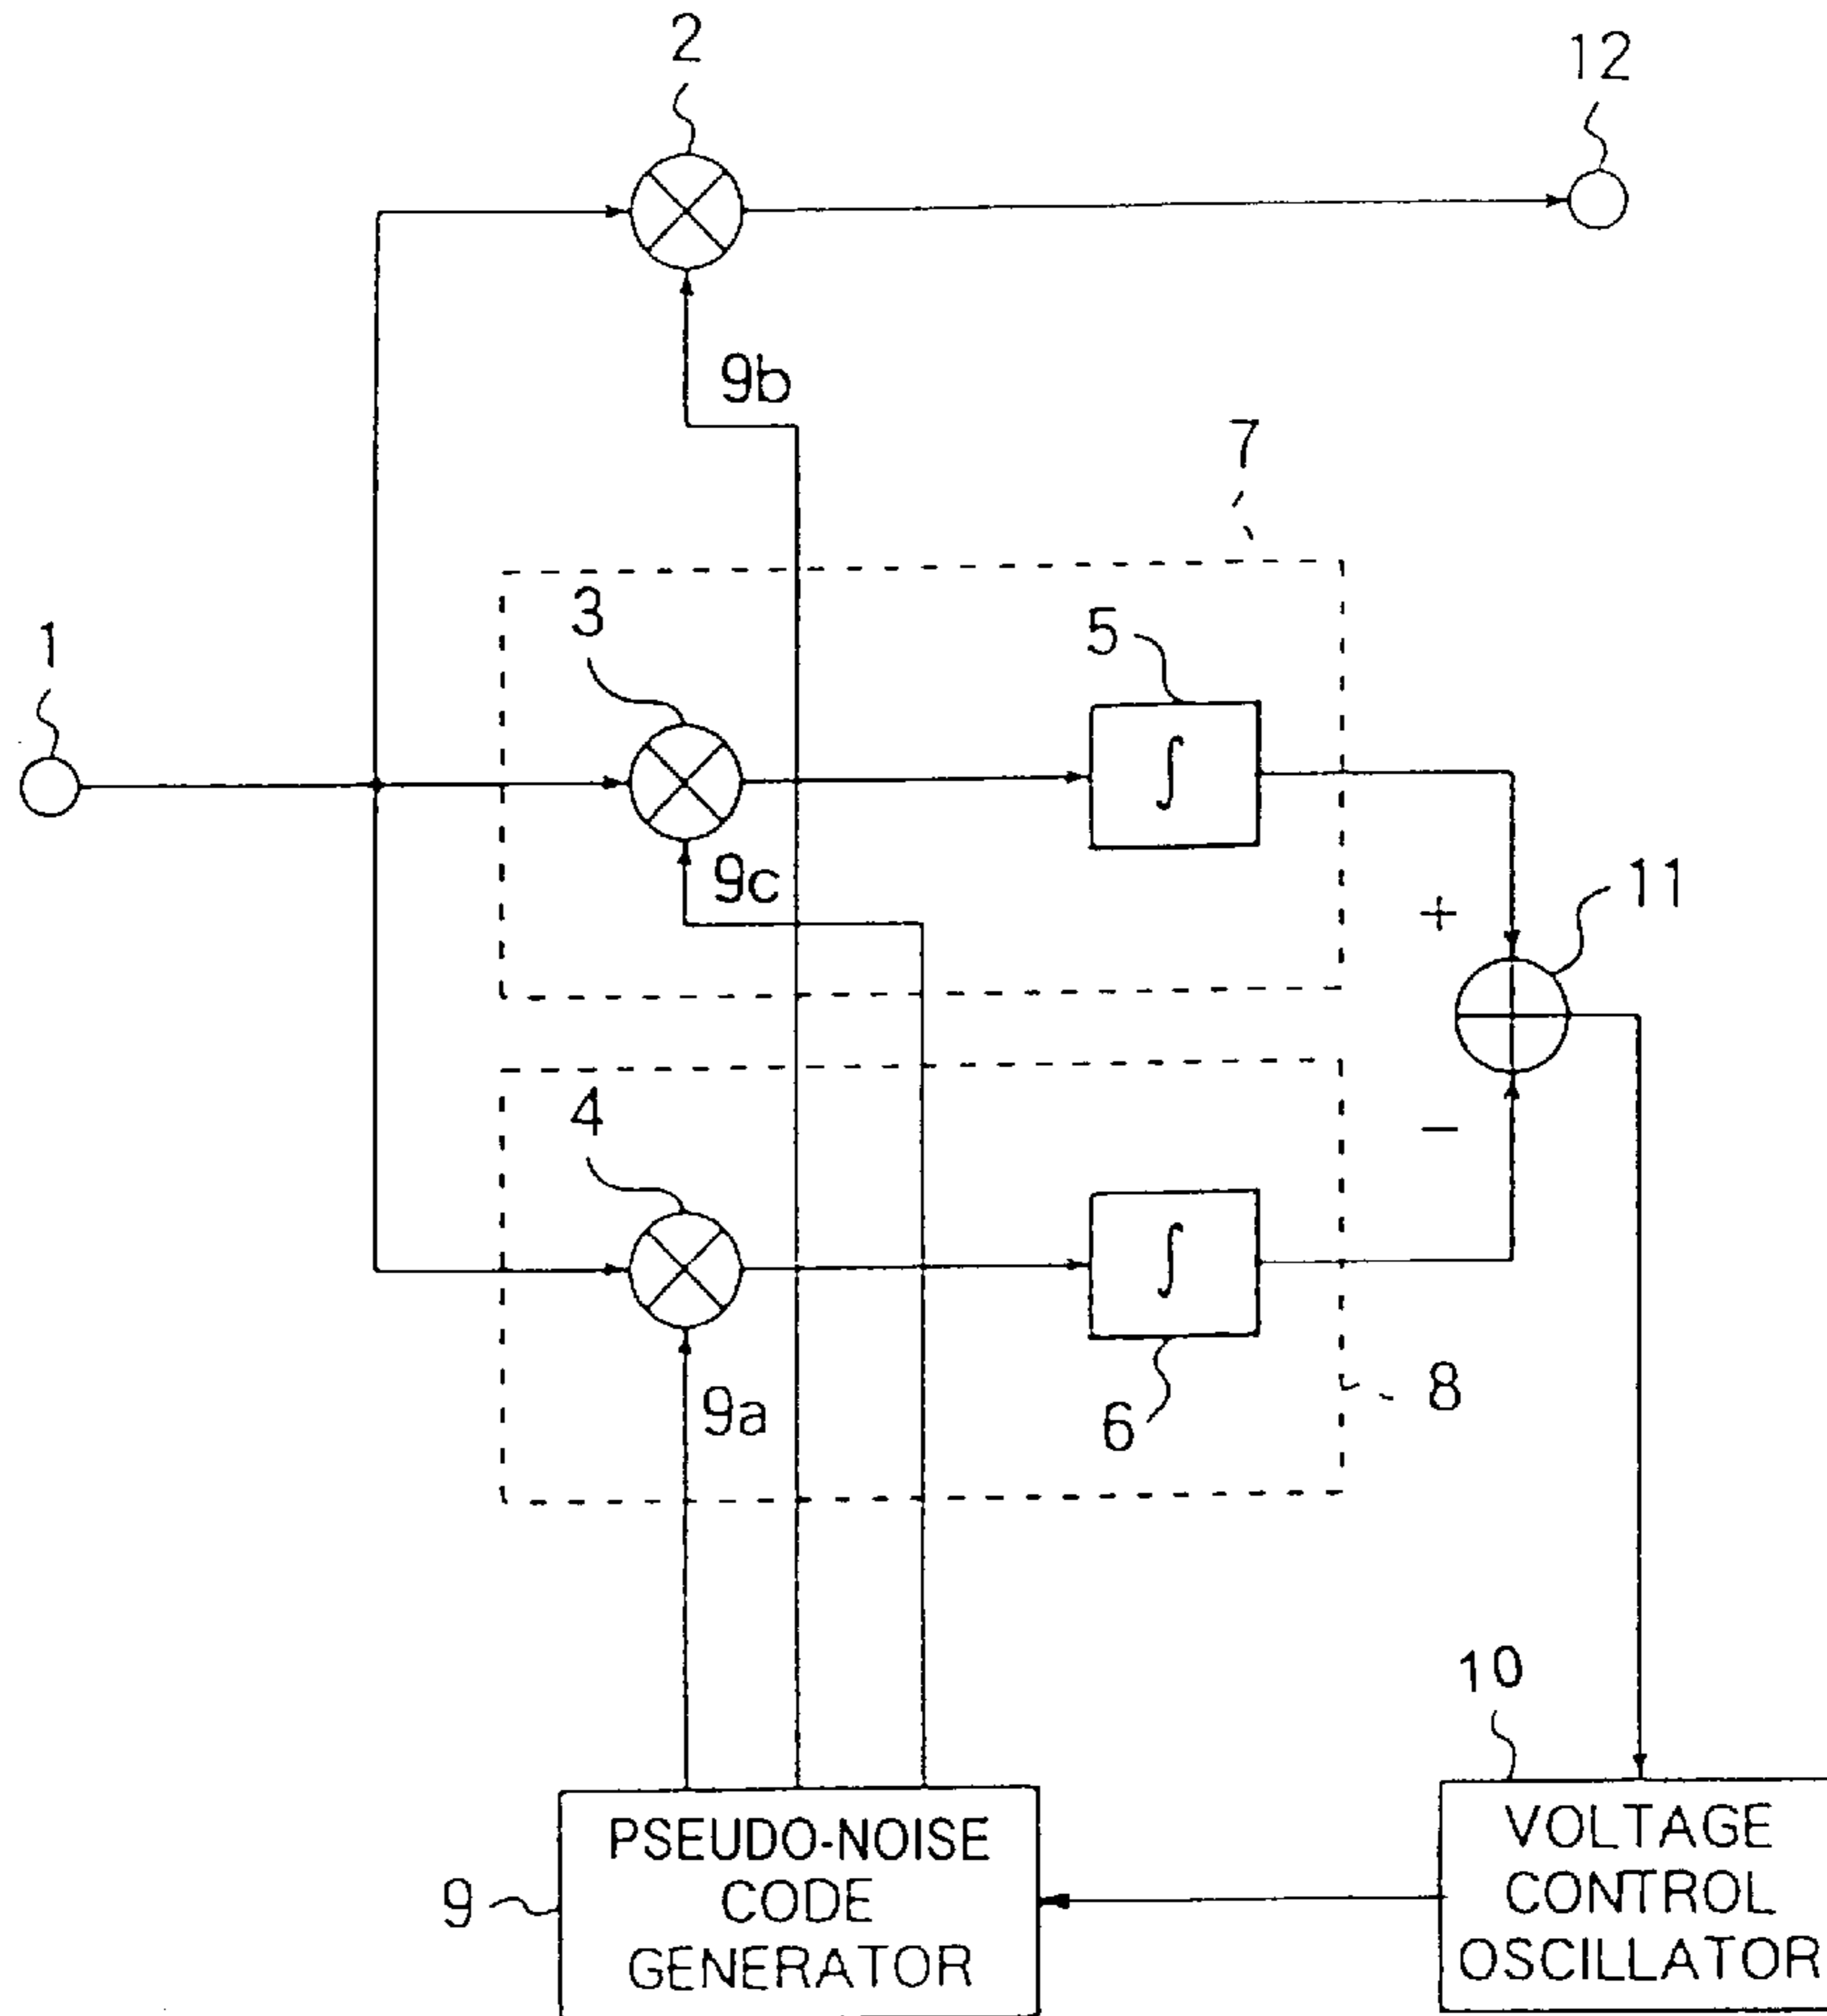 2
12
9b
7
1
3
5
9c
11
+
−
4
∫
∫
8
9a
6
10
PSEUDO-NOISE
CODE
GENERATOR
9
VOLTAGE
CONTROL
OSCILLATOR